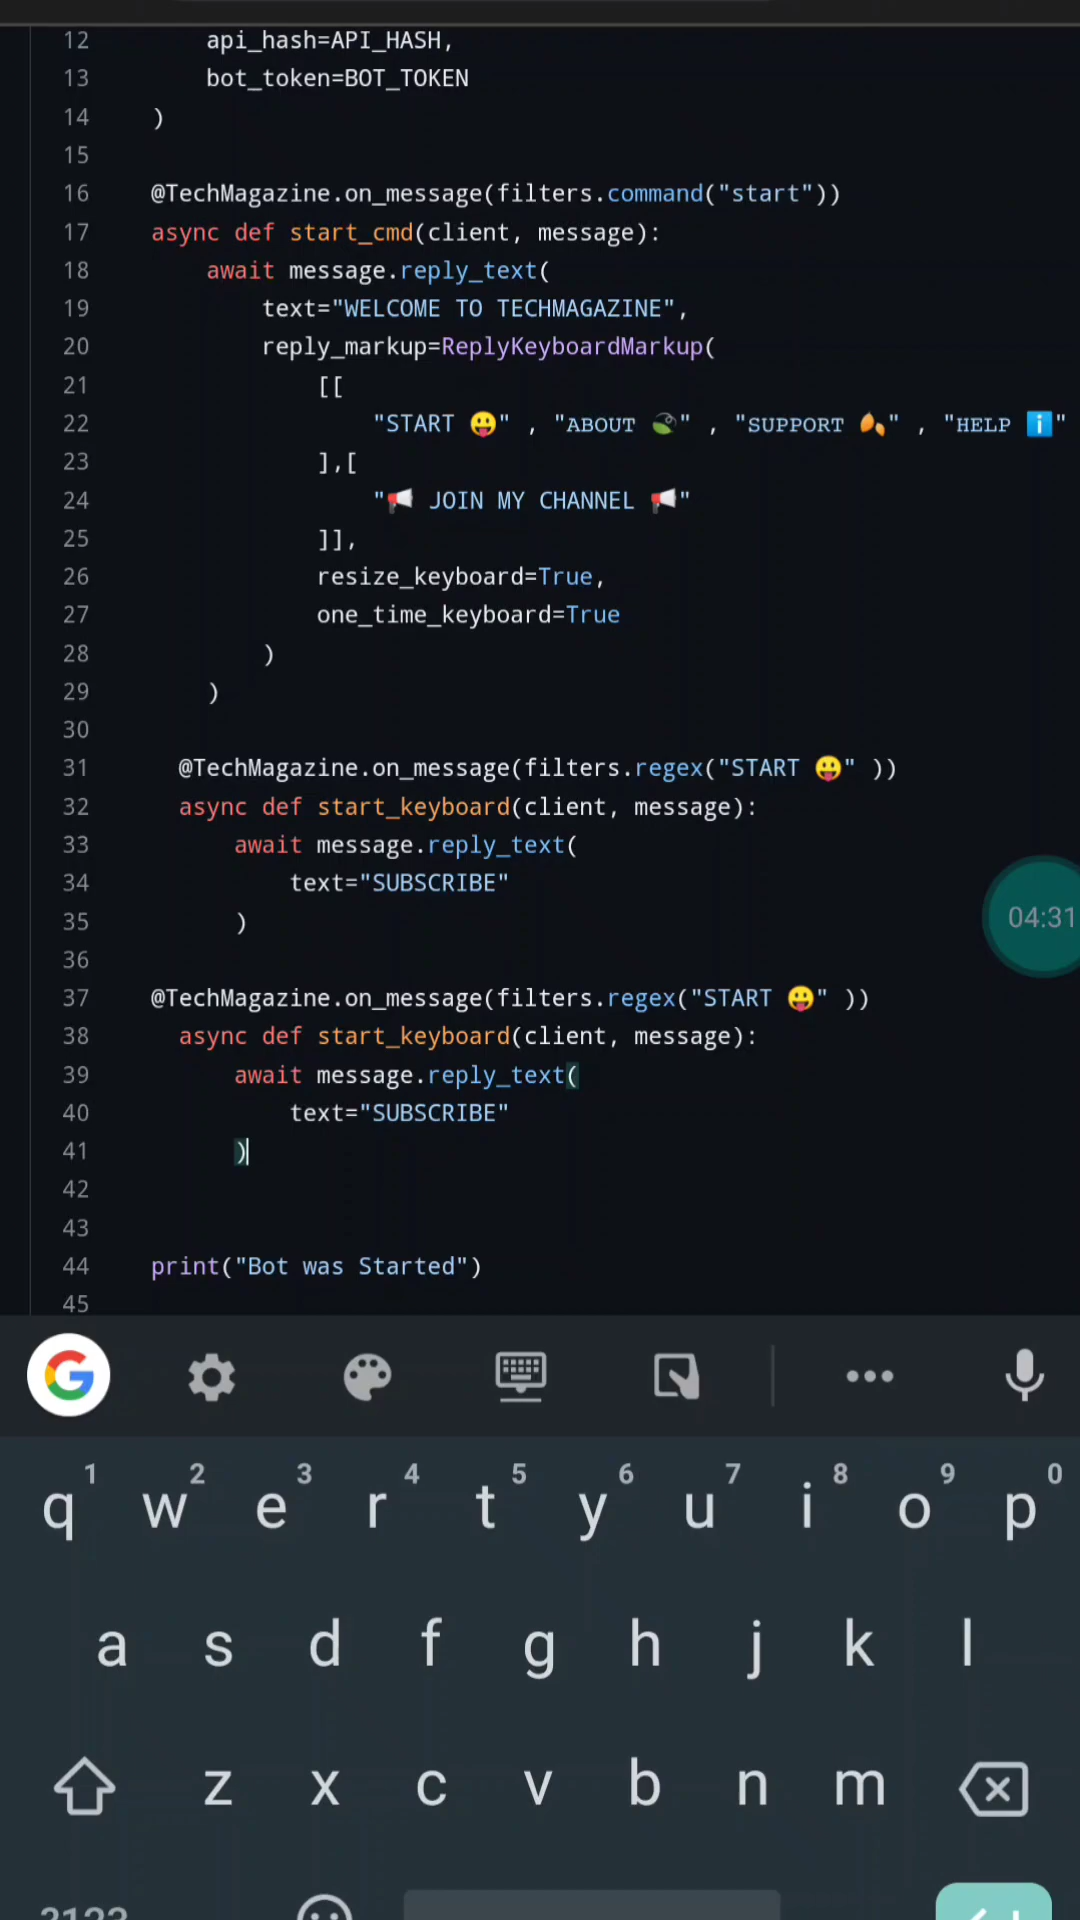 12 api_hash=API_HASH,
13 bot_token=BOT_TOKEN
14 )
15
16 @TechMagazine.on_message(filters.command("start"))
17 async def start_cmd(client, message):
18 await message.reply_text(
19 text="WELCOME TO TECHMAGAZINE",
20 reply_markup=ReplyKeyboardMarkup(
21 [[
22 "START 😛" , "ᴀʙᴏᴜᴛ 🍃" , "ꜱᴜᴘᴘᴏʀᴛ 🍂" , "ʜᴇʟᴘ ℹ️"
23 ],[
24 "📢 JOIN MY CHANNEL 📢"
25 ]],
26 resize_keyboard=True,
27 one_time_keyboard=True
28 )
29 )
30
31 @TechMagazine.on_message(filters.regex("START 😛" ))
32 async def start_keyboard(client, message):
33 await message.reply_text(
34 text="SUBSCRIBE"
35 )
04:31
36
37 @TechMagazine.on_message(filters.regex("START 😛" ))
38 async def start_keyboard(client, message):
39 await message.reply_text(
40 text="SUBSCRIBE"
41 )
42
43
44 print("Bot was Started")
45
1 2 3 4 5 6 7 8 9 0
q w e r t y u i o p
a s d f g h j k l
z x c v b n m